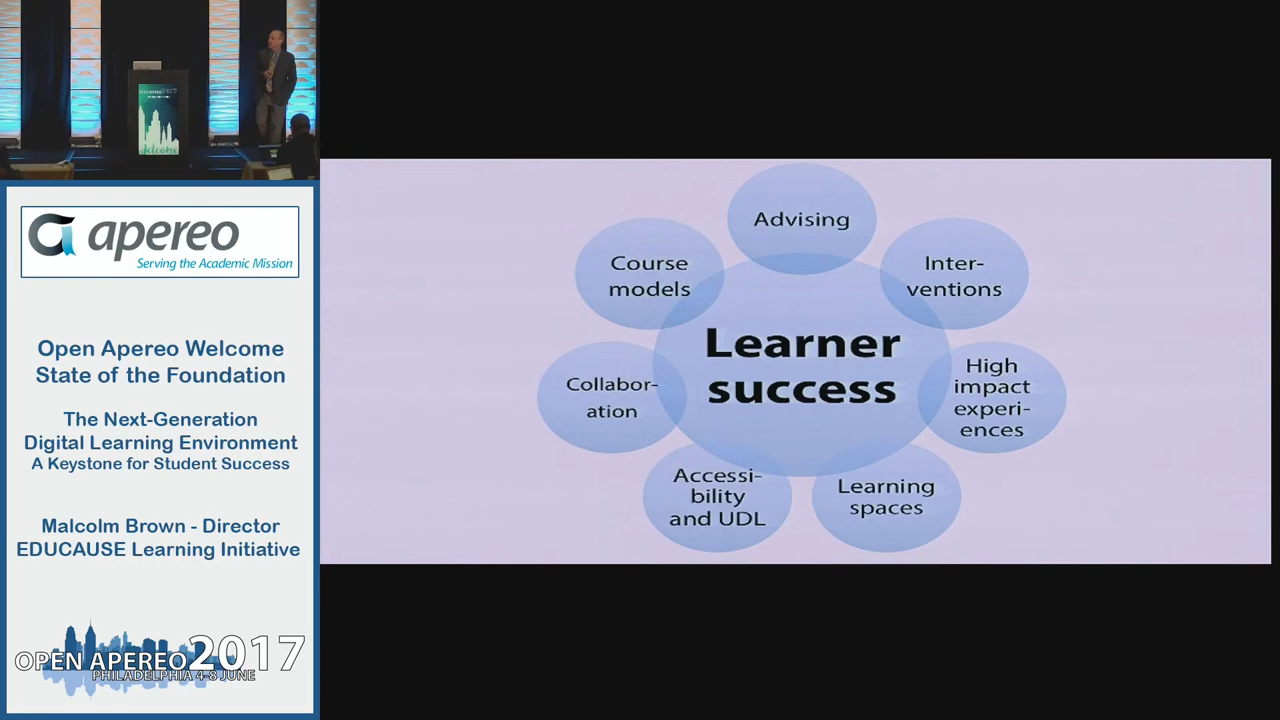 apereo
Serving the Academic Mission
Open Apereo Welcome
State of the Foundation
The Next-Generation
Digital Learning Environment
A Keystone for Student Success
Malcolm Brown - Director
EDUCAUSE Learning Initiative
OPEN APEREO 2017
PHILADELPHIA 4-8 JUNE
Advising
Course
models
Inter-
ventions
Learner
success
Collabor-
ation
High
impact
experi-
ences
Accessi-
bility
and UDL
Learning
spaces
welcome